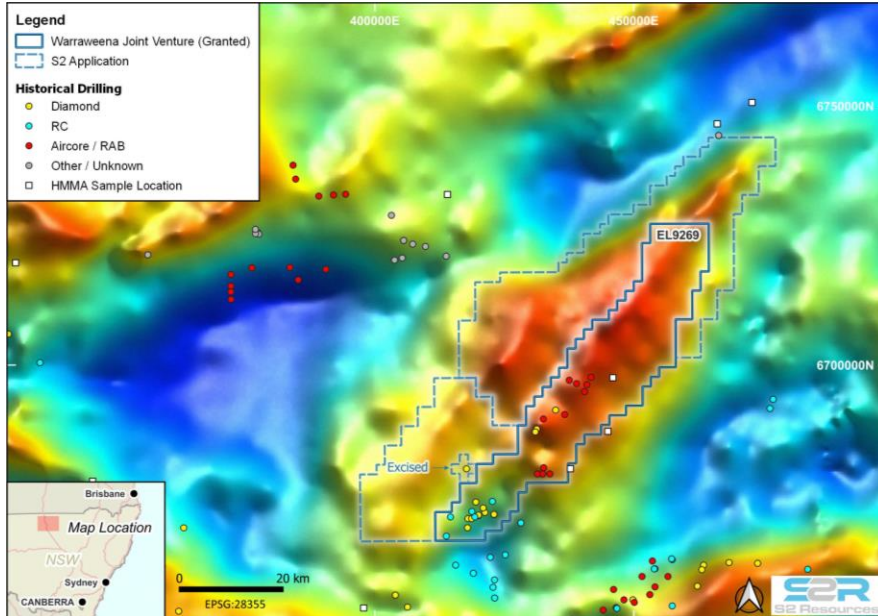 400000E
450000E
Legend
Warraweena Joint Venture (Granted)
S2 Application
Historical Drilling
Diamond
RC
Aircore / RAB
Other / Unknown
HMMA Sample Location
6750000N
EL9269
6700000N
Excised
Brisbane
Map Location
NSW
Sydney
CANBERRA
0 20 km
EPSG:28355
S2R
S2 Resources